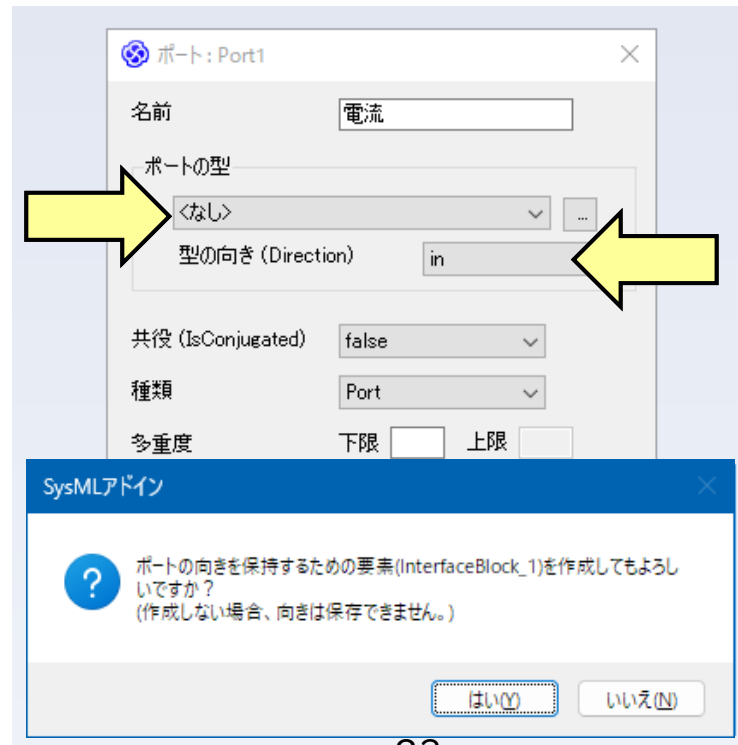 ポート : Port1
名前
電流
ポートの型
<なし>
...
型の向き (Direction)
in
共役 (IsConjugated)
false
種類
Port
多重度
下限
上限
SysMLアドイン
ポートの向きを保持するための要素(InterfaceBlock_1)を作成してもよろし
いですか？
(作成しない場合、向きは保存できません。)
はい(Y)
いいえ(N)